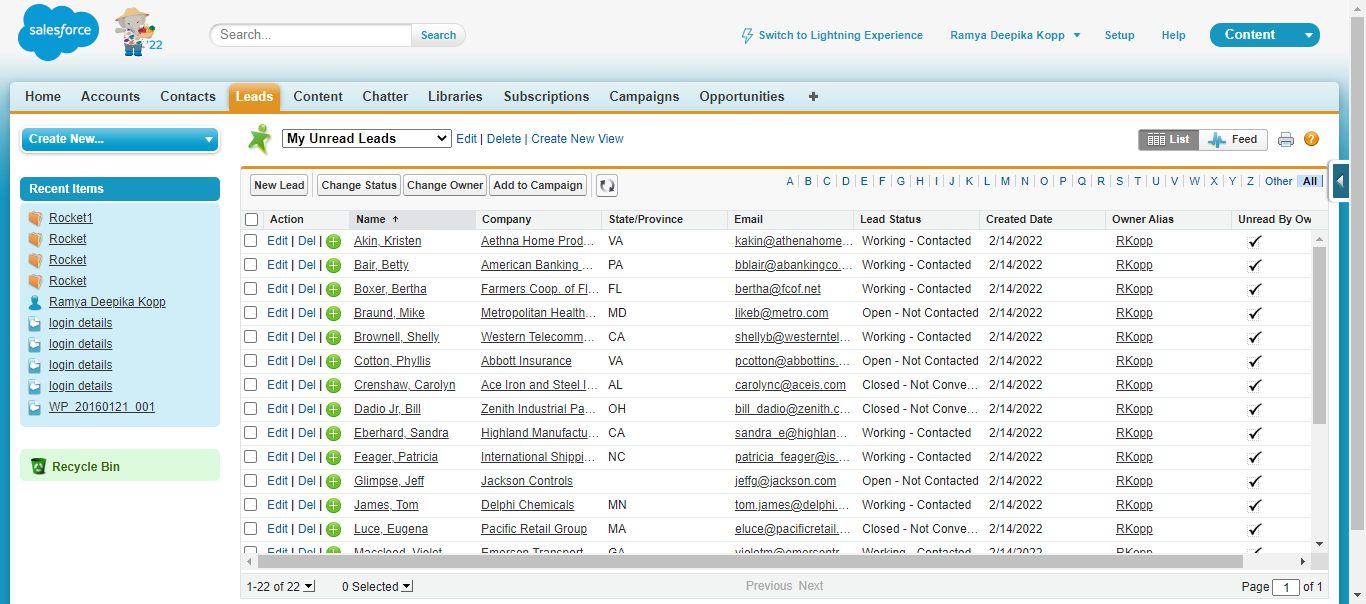 salesforce '22 Search... Search Switch to Lightning Experience Ramya Deepika Kopp Setup Help Content
Home Accounts Contacts Leads Content Chatter Libraries Subscriptions Campaigns Opportunities +
Create New...
Recent Items
Rocket1
Rocket
Rocket
Rocket
Ramya Deepika Kopp
login details
login details
login details
login details
WP_20160121_001
Recycle Bin
My Unread Leads Edit | Delete | Create New View List Feed ?
New Lead Change Status Change Owner Add to Campaign A | B | C | D | E | F | G | H | I | J | K | L | M | N | O | P | Q | R | S | T | U | V | W | X | Y | Z | Other | All |
Action Name ↑ Company State/Province Email Lead Status Created Date Owner Alias Unread By Ow
Edit | Del | Akin, Kristen Aethna Home Prod... VA kakin@athenahome... Working - Contacted 2/14/2022 RKopp
Edit | Del | Bair, Betty American Banking ... PA bblair@abankingco.... Working - Contacted 2/14/2022 RKopp
Edit | Del | Boxer, Bertha Farmers Coop. of Fl... FL bertha@fcof.net Working - Contacted 2/14/2022 RKopp
Edit | Del | Braund, Mike Metropolitan Health... MD likeb@metro.com Open - Not Contacted 2/14/2022 RKopp
Edit | Del | Brownell, Shelly Western Telecomm... CA shellyb@westerntel... Working - Contacted 2/14/2022 RKopp
Edit | Del | Cotton, Phyllis Abbott Insurance VA pcotton@abbottins.... Open - Not Contacted 2/14/2022 RKopp
Edit | Del | Crenshaw, Carolyn Ace Iron and Steel I... AL carolync@aceis.com Closed - Not Conve... 2/14/2022 RKopp
Edit | Del | Dadio Jr, Bill Zenith Industrial Pa... OH bill_dadio@zenith.c... Closed - Not Conve... 2/14/2022 RKopp
Edit | Del | Eberhard, Sandra Highland Manufactu... CA sandra_e@highlan... Working - Contacted 2/14/2022 RKopp
Edit | Del | Feager, Patricia International Shippi... NC patricia_feager@is.... Working - Contacted 2/14/2022 RKopp
Edit | Del | Glimpse, Jeff Jackson Controls jeffg@jackson.com Open - Not Contacted 2/14/2022 RKopp
Edit | Del | James, Tom Delphi Chemicals MN tom.james@delphi.... Working - Contacted 2/14/2022 RKopp
Edit | Del | Luce, Eugena Pacific Retail Group MA eluce@pacificretail.... Closed - Not Conve... 2/14/2022 RKopp
Edit | Del | Maccleod, Violet Emerson Transport GA violetm@emersontr... Working - Contacted 2/14/2022 RKopp
1-22 of 22 0 Selected Previous Next Page 1 of 1